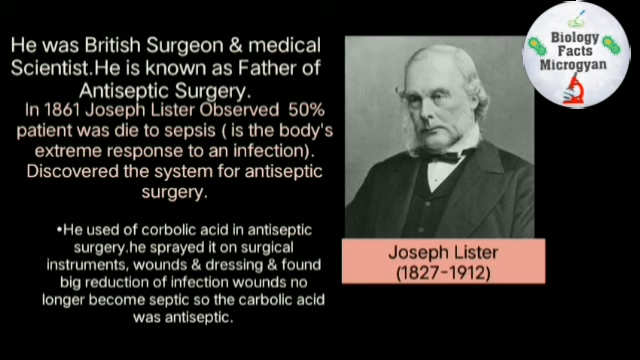 He was British Surgeon & medical
Scientist.He is known as Father of
Antiseptic Surgery.
In 1861 Joseph Lister Observed 50%
patient was die to sepsis ( is the body's
extreme response to an infection).
Discovered the system for antiseptic
surgery.
•He used of corbolic acid in antiseptic
surgery.he sprayed it on surgical
instruments, wounds & dressing & found
big reduction of infection wounds no
longer become septic so the carbolic acid
was antiseptic.
Joseph Lister
(1827-1912)
Biology
Facts
Microgyan